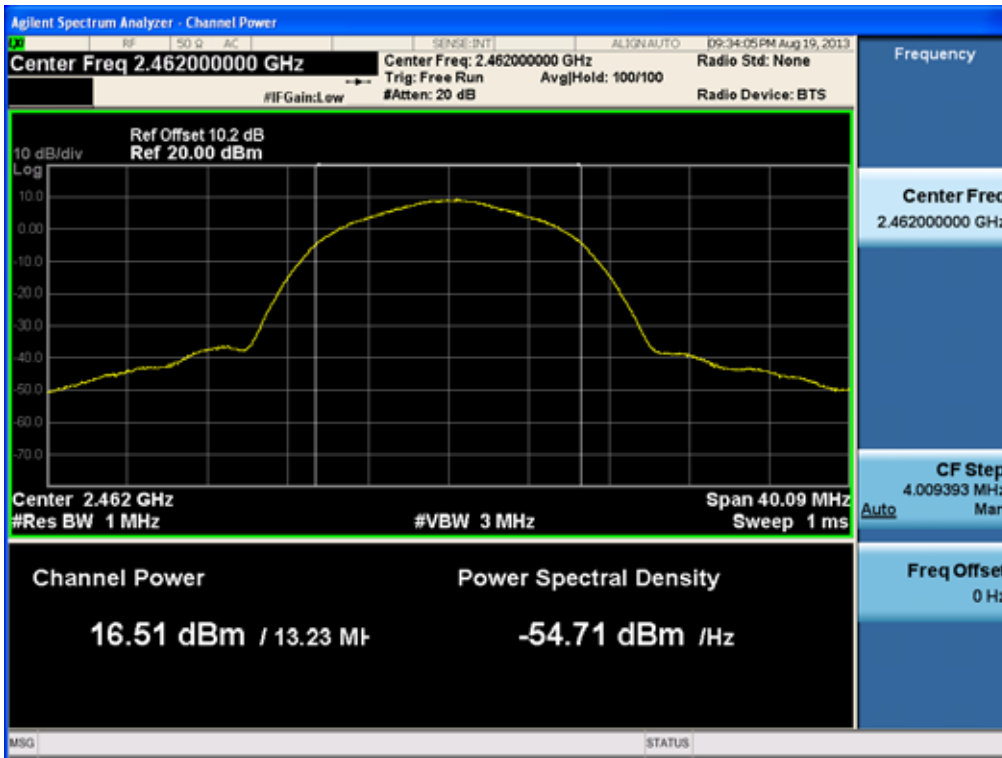 Agilent Spectrum Analyzer - Channel Power
LXI RF 50 Ω AC SENSE:INT ALIGN AUTO 09:34:05 PM Aug 19, 2013
Center Freq 2.462000000 GHz
Center Freq: 2.462000000 GHz Radio Std: None
Trig: Free Run Avg|Hold: 100/100
#IFGain:Low #Atten: 20 dB Radio Device: BTS
Ref Offset 10.2 dB
10 dB/div Ref 20.00 dBm
Log
10.0
0.00
-10.0
-20.0
-30.0
-40.0
-50.0
-60.0
-70.0
Center 2.462 GHz Span 40.09 MHz
#Res BW 1 MHz #VBW 3 MHz Sweep 1 ms
Channel Power Power Spectral Density
16.51 dBm / 13.23 MH -54.71 dBm /Hz
MSG STATUS
Frequency
Center Freq
2.462000000 GHz
CF Step
4.009393 MHz
Auto Man
Freq Offset
0 Hz